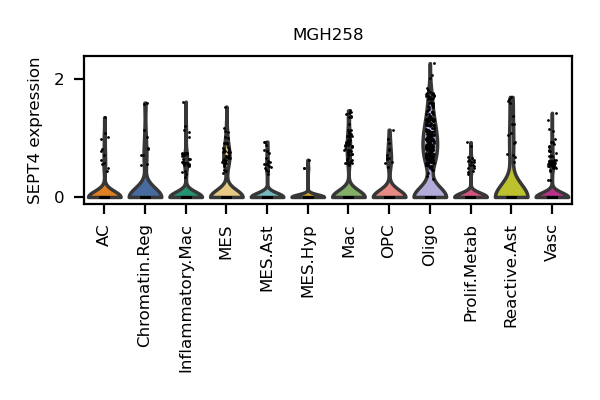 MGH258
SEPT4 expression
2
0
AC
Chromatin.Reg
Inflammatory.Mac
MES
MES.Ast
MES.Hyp
Mac
OPC
Oligo
Prolif.Metab
Reactive.Ast
Vasc